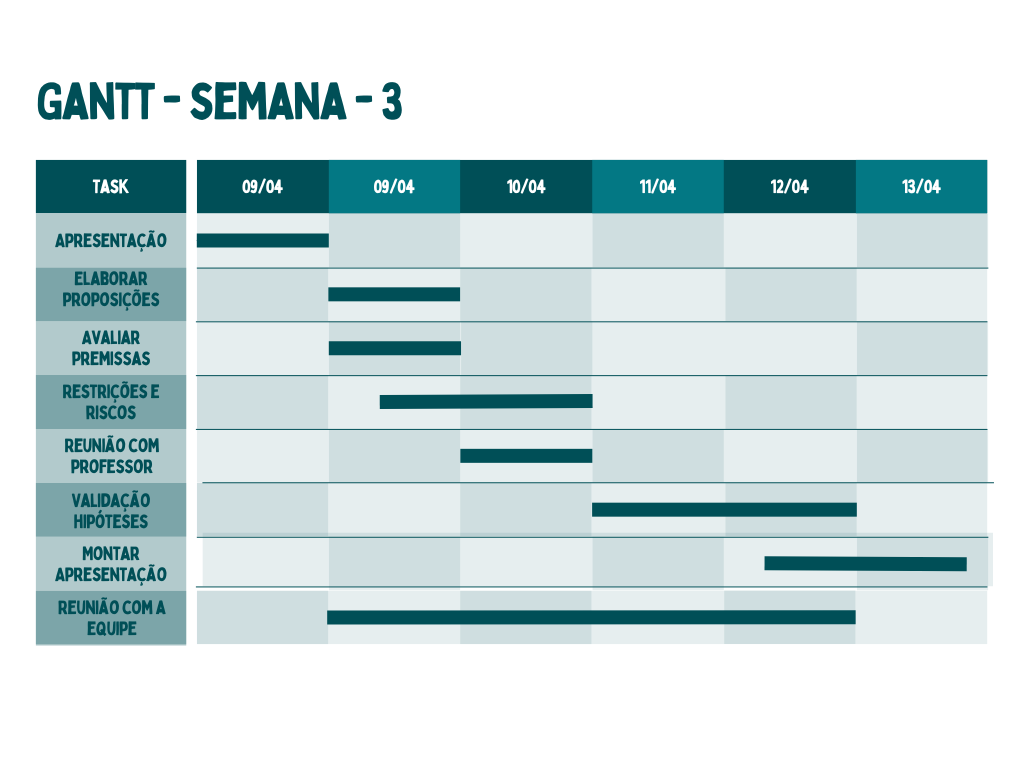 GANTT - SEMANA - 3
TASK 09/04 09/04 10/04 11/04 12/04 13/04
APRESENTAÇÃO
ELABORAR
PROPOSIÇÕES
AVALIAR
PREMISSAS
RESTRIÇÕES E
RISCOS
REUNIÃO COM
PROFESSOR
VALIDAÇÃO
HIPÓTESES
MONTAR
APRESENTAÇÃO
REUNIÃO COM A
EQUIPE